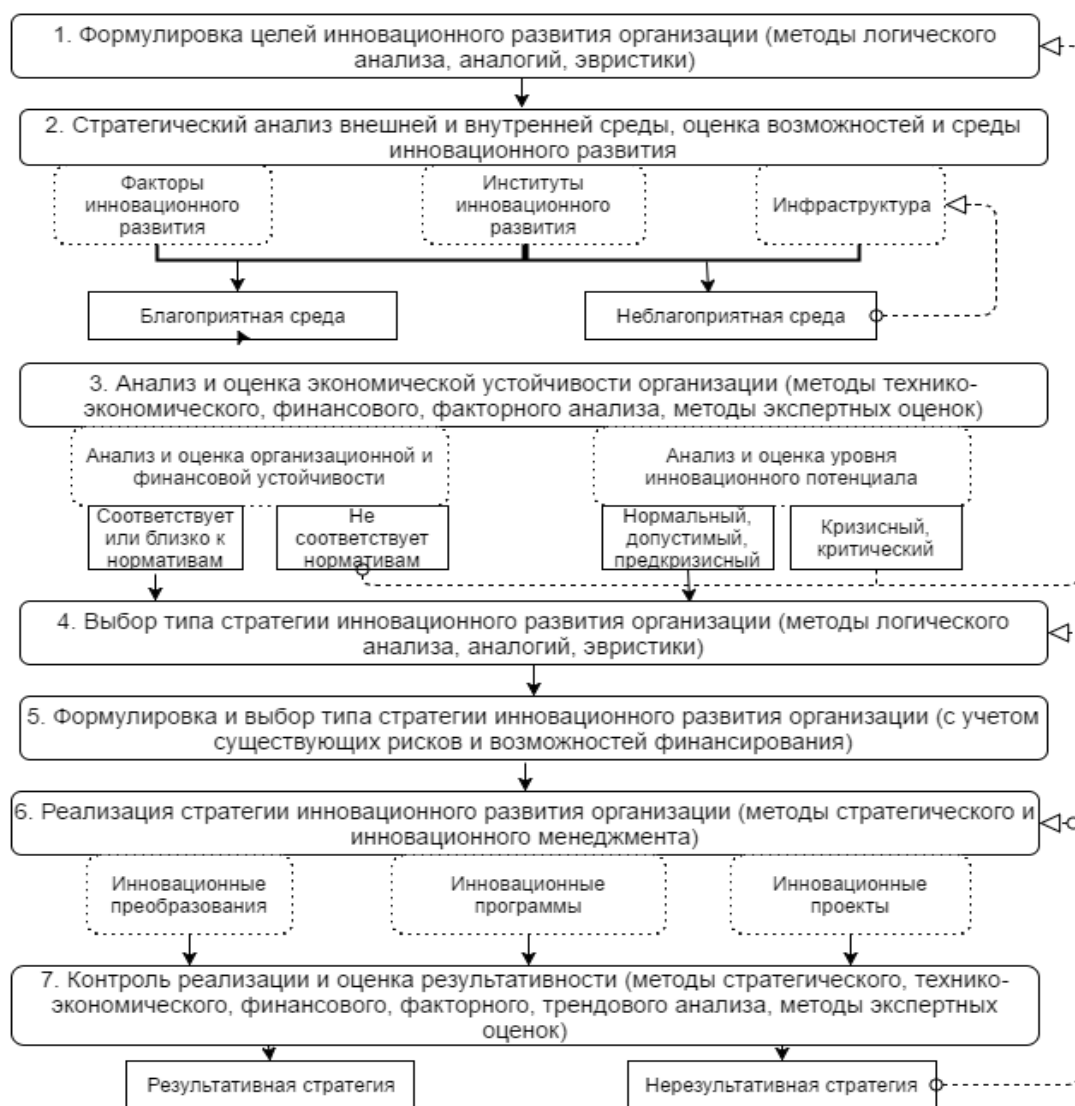 1. Формулировка целей инновационного развития организации (методы логического
анализа, аналогий, эвристики)
2. Стратегический анализ внешней и внутренней среды, оценка возможностей и среды
инновационного развития
Факторы
инновационного
развития
Институты
инновационного
развития
Инфраструктура
Благоприятная среда
Неблагоприятная среда
3. Анализ и оценка экономической устойчивости организации (методы технико-
экономического, финансового, факторного анализа, методы экспертных оценок)
Анализ и оценка организационной и
финансовой устойчивости
Анализ и оценка уровня
инновационного потенциала
Соответствует
или близко к
нормативам
Не
соответствует
нормативам
Нормальный,
допустимый,
предкризисный
Кризисный,
критический
4. Выбор типа стратегии инновационного развития организации (методы логического
анализа, аналогий, эвристики)
5. Формулировка и выбор типа стратегии инновационного развития организации (с учетом
существующих рисков и возможностей финансирования)
6. Реализация стратегии инновационного развития организации (методы стратегического и
инновационного менеджмента)
Инновационные
преобразования
Инновационные
программы
Инновационные
проекты
7. Контроль реализации и оценка результативности (методы стратегического, технико-
экономического, финансового, факторного, трендового анализа, методы экспертных
оценок)
Результативная стратегия
Нерезультативная стратегия